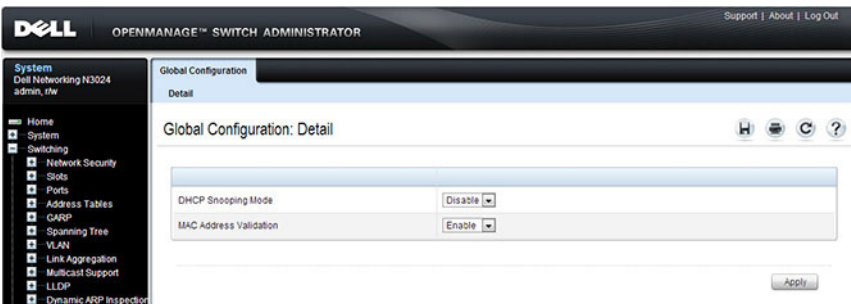 Support | About | Log Out
DELL OPENMANAGE™ SWITCH ADMINISTRATOR
System
Dell Networking N3024
admin, r/w
Home
System
Switching
Network Security
Slots
Ports
Address Tables
GARP
Spanning Tree
VLAN
Link Aggregation
Multicast Support
LLDP
Dynamic ARP Inspection
Global Configuration
Detail
Global Configuration: Detail
?
DHCP Snooping Mode Disable
MAC Address Validation Enable
Apply